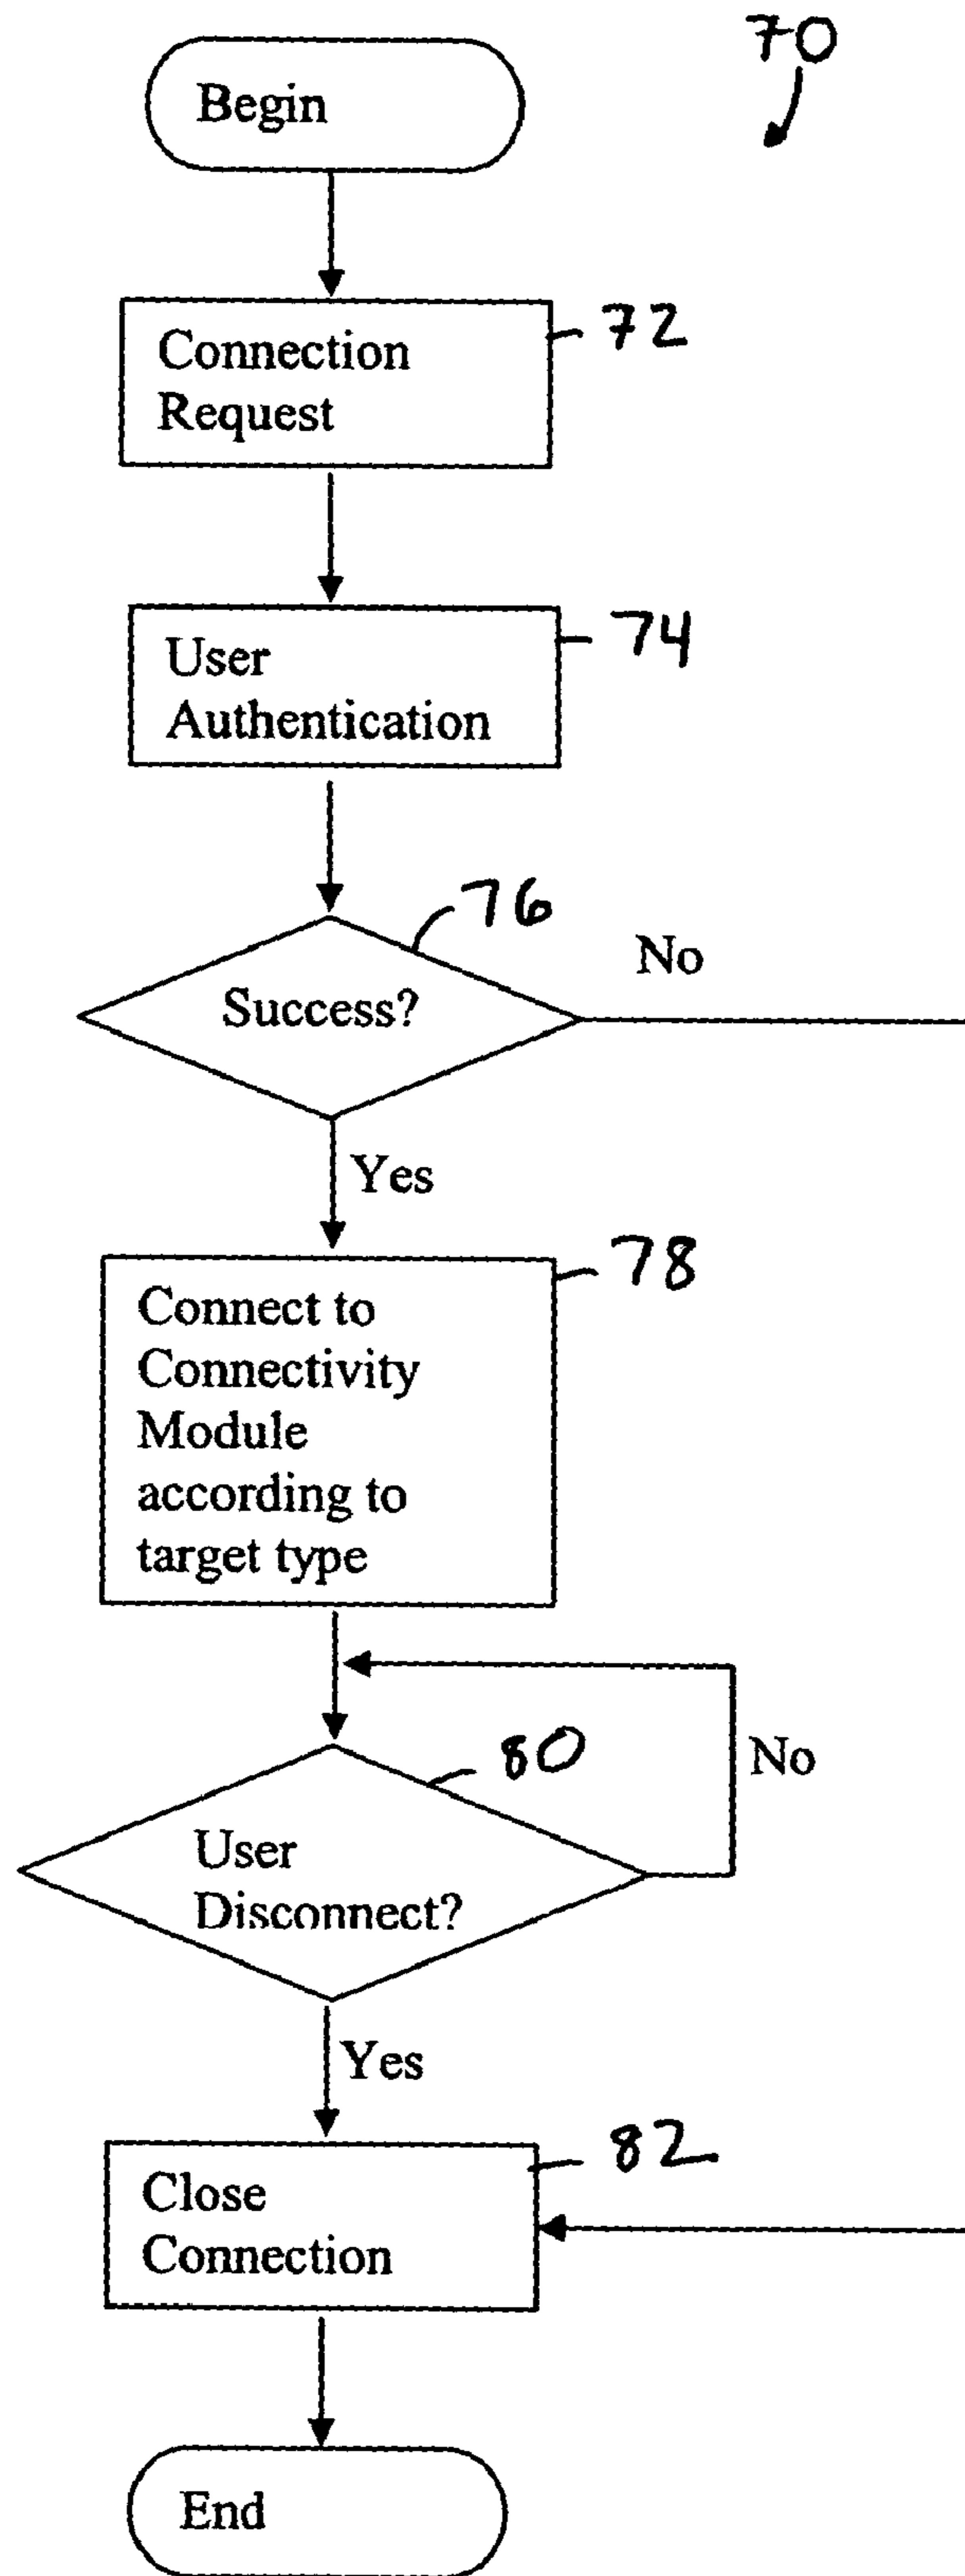 70
Begin
Connection
Request
72
User
Authentication
74
76
Success?
No
Yes
78
Connect to
Connectivity
Module
according to
target type
80
No
User
Disconnect?
Yes
82
Close
Connection
End